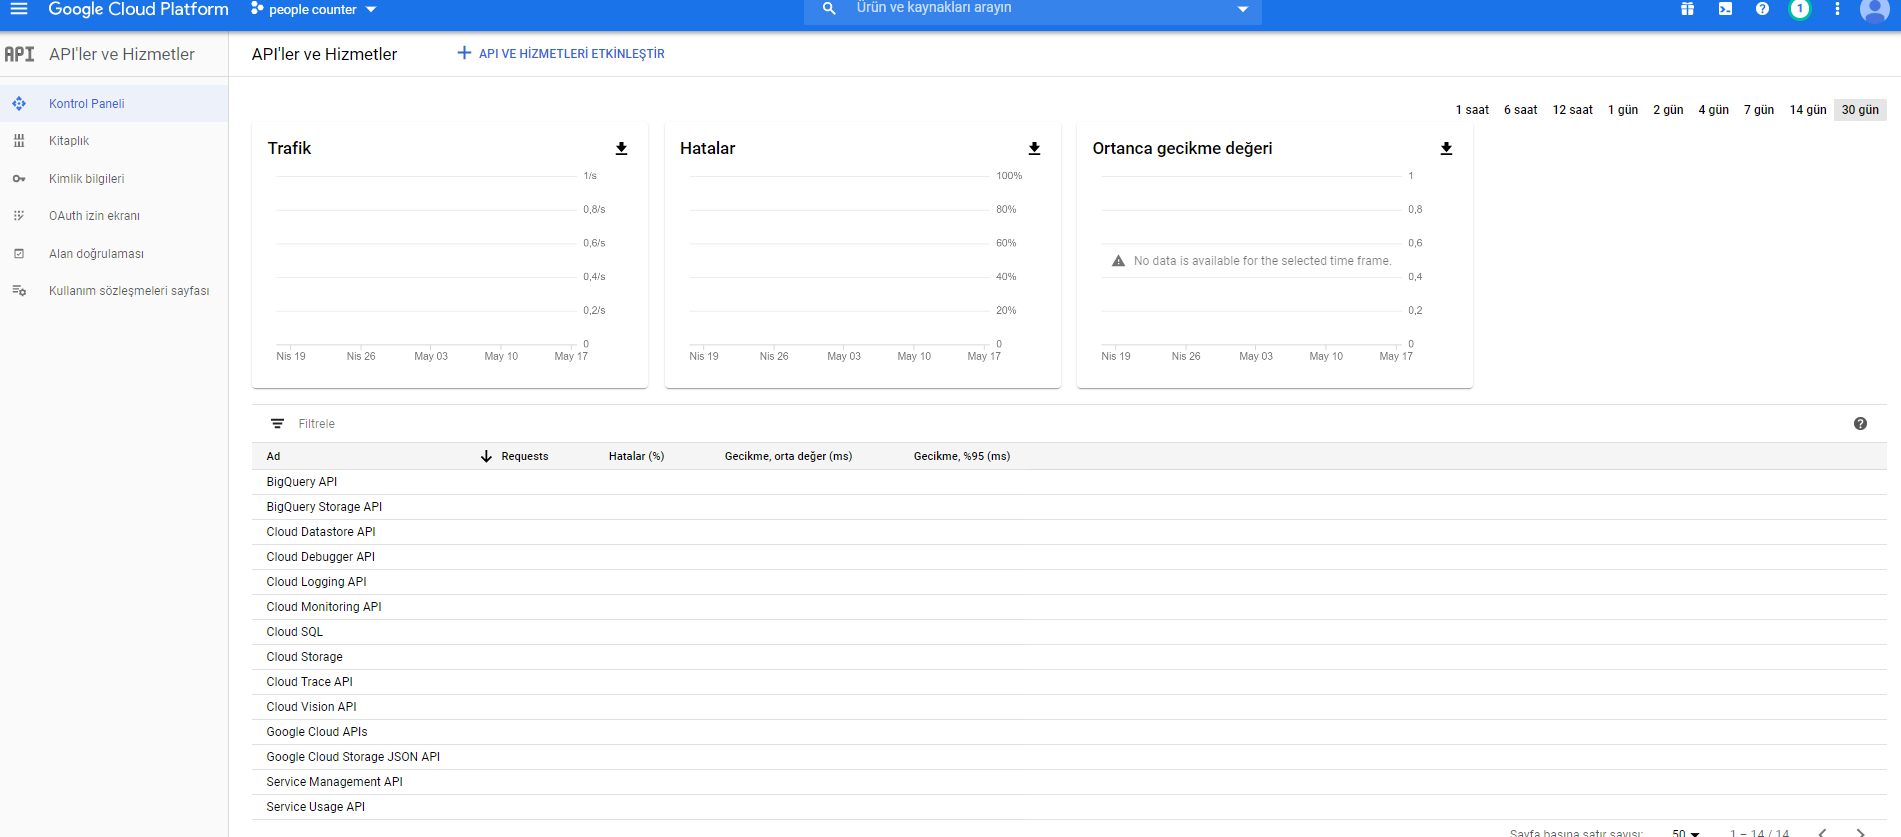 Google Cloud Platform people counter Ürün ve kaynakları arayın 1
API API'ler ve Hizmetler
Kontrol Paneli
Kitaplık
Kimlik bilgileri
OAuth izin ekranı
Alan doğrulaması
Kullanım sözleşmeleri sayfası
API'ler ve Hizmetler + API VE HİZMETLERİ ETKİNLEŞTİR
1 saat 6 saat 12 saat 1 gün 2 gün 4 gün 7 gün 14 gün 30 gün
Trafik
1/s
0,8/s
0,6/s
0,4/s
0,2/s
0
Nis 19 Nis 26 May 03 May 10 May 17
Hatalar
100%
80%
60%
40%
20%
0
Nis 19 Nis 26 May 03 May 10 May 17
Ortanca gecikme değeri
1
0,8
0,6
No data is available for the selected time frame.
0,4
0,2
0
Nis 19 Nis 26 May 03 May 10 May 17
Filtrele
Ad Requests Hatalar (%) Gecikme, orta değer (ms) Gecikme, %95 (ms)
BigQuery API
BigQuery Storage API
Cloud Datastore API
Cloud Debugger API
Cloud Logging API
Cloud Monitoring API
Cloud SQL
Cloud Storage
Cloud Trace API
Cloud Vision API
Google Cloud APIs
Google Cloud Storage JSON API
Service Management API
Service Usage API
Sayfa başına satır sayısı: 50 1 – 14 / 14